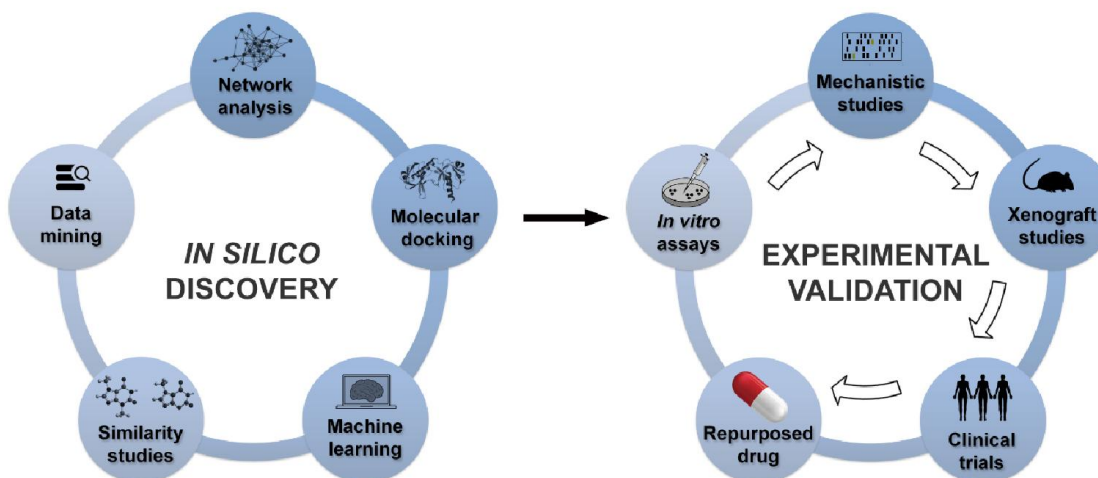 Network
analysis
Data
mining
Molecular
docking
IN SILICO
DISCOVERY
Similarity
studies
Machine
learning
Mechanistic
studies
In vitro
assays
Xenograft
studies
EXPERIMENTAL
VALIDATION
Repurposed
drug
Clinical
trials